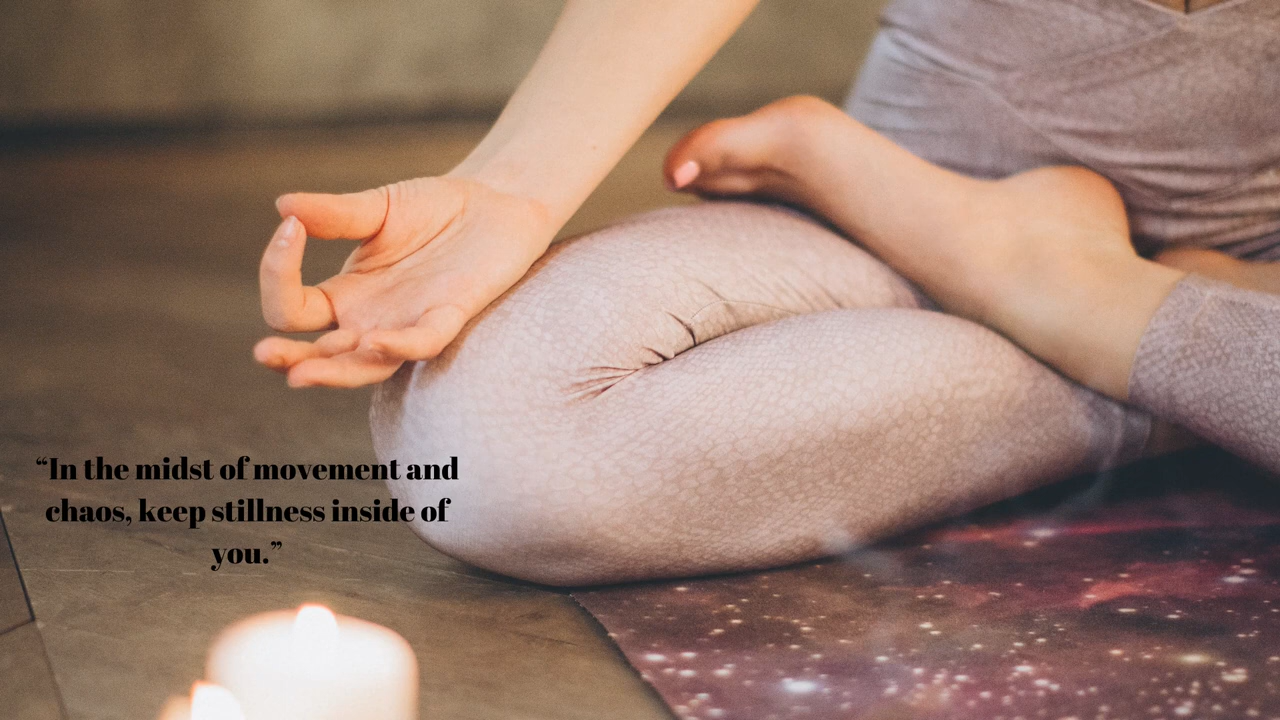 “In the midst of movement and
chaos, keep stillness inside of
you.”